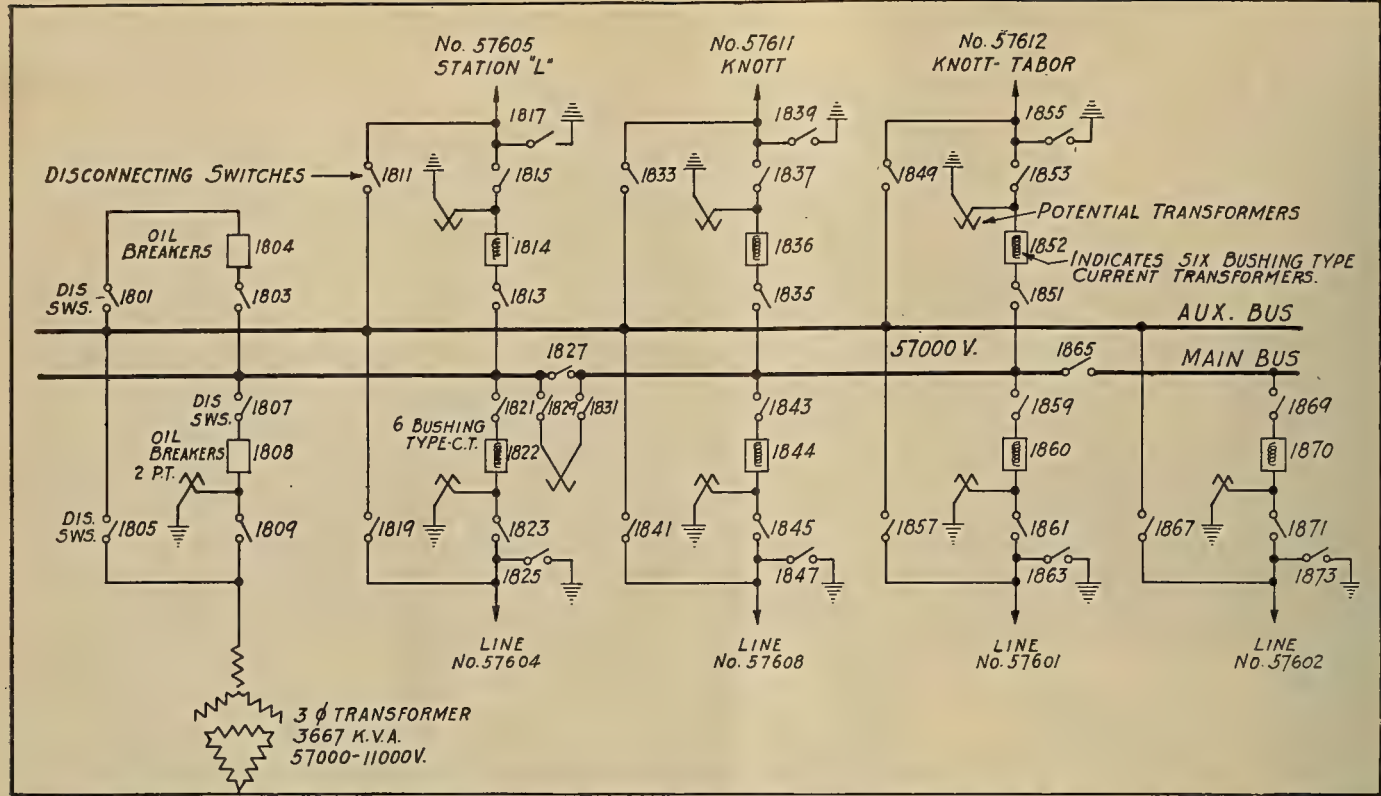 No. 57605
STATION "L"
No. 57611
KNOTT
No. 57612
KNOTT-TABOR
1817
1839
1855
DISCONNECTING SWITCHES
1811
1815
1833
1837
1849
1853
POTENTIAL TRANSFORMERS
OIL
BREAKERS
1804
1814
1836
1852
INDICATES SIX BUSHING TYPE
CURRENT TRANSFORMERS.
DIS
SWS.
1801
1803
1813
1835
1851
AUX. BUS
57000 V.
1827
1865
MAIN BUS
DIS
SWS.
1807
1821
1829
1831
1843
1859
1869
OIL
BREAKERS
2 P.T.
1808
6 BUSHING
TYPE-C.T.
1822
1844
1860
1870
DIS.
SWS.
1805
1809
1819
1823
1841
1845
1857
1861
1867
1871
1825
1847
1863
1873
LINE
No. 57604
LINE
No. 57608
LINE
No. 57601
LINE
No. 57602
3 φ TRANSFORMER
3667 K.V.A.
57000-11000V.